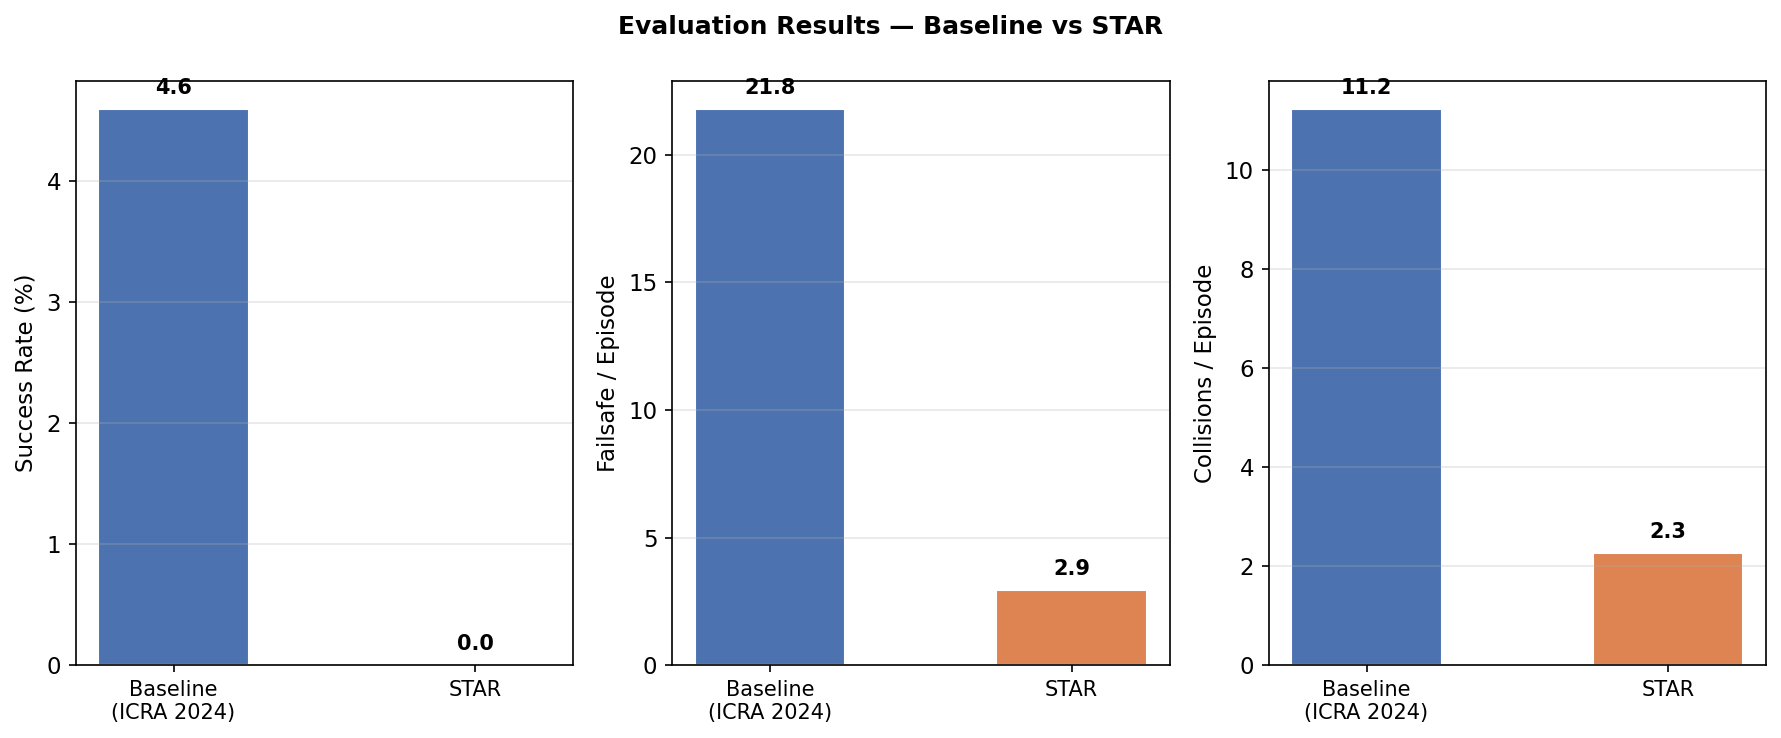 Evaluation Results — Baseline vs STAR
Success Rate (%)
4
3
2
1
0
4.6
0.0
Baseline
(ICRA 2024)
STAR
Failsafe / Episode
20
15
10
5
0
21.8
2.9
Baseline
(ICRA 2024)
STAR
Collisions / Episode
10
8
6
4
2
0
11.2
2.3
Baseline
(ICRA 2024)
STAR